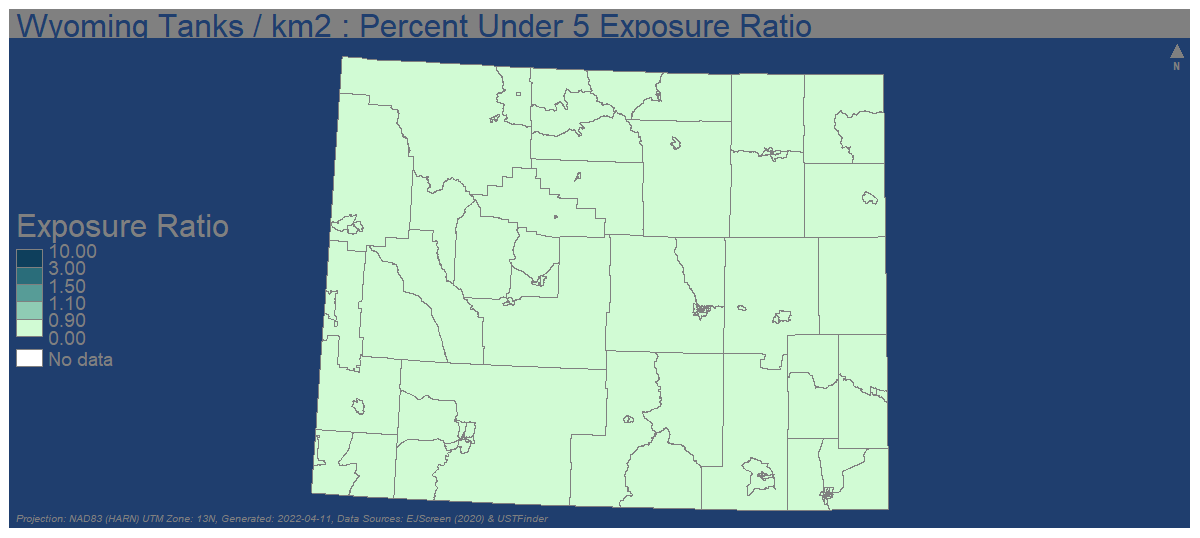 Wyoming Tanks / km2 : Percent Under 5 Exposure Ratio
N
Exposure Ratio
10.00
3.00
1.50
1.10
0.90
0.00
No data
Projection: NAD83 (HARN) UTM Zone: 13N, Generated: 2022-04-11, Data Sources: EJScreen (2020) & USTFinder